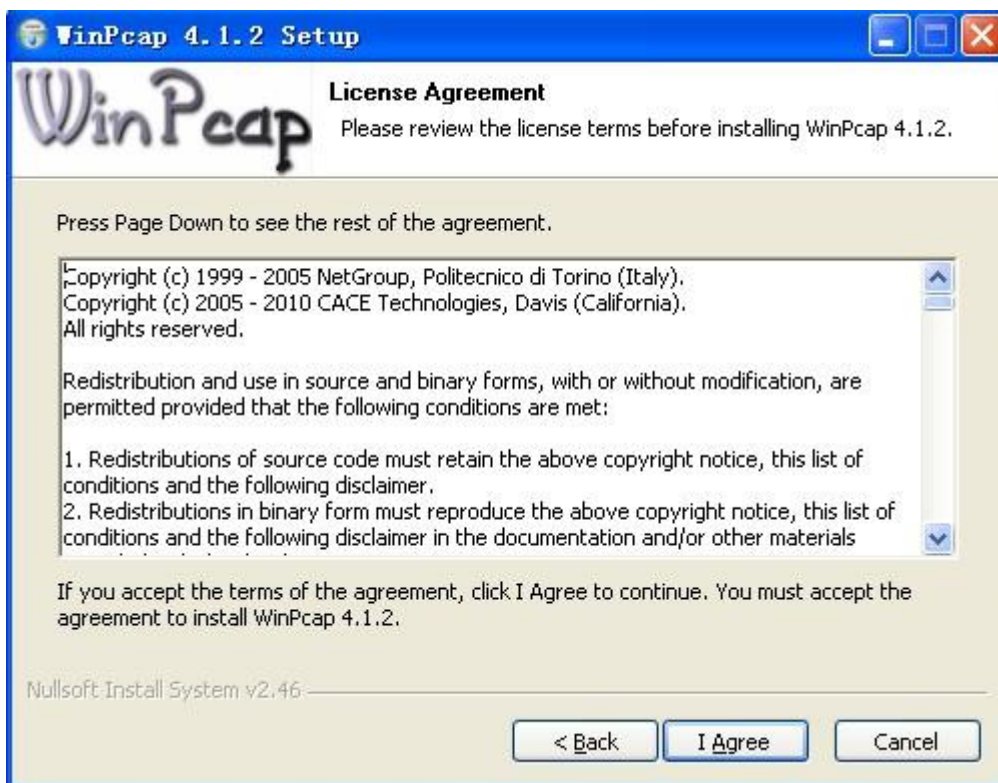 WinPcap 4.1.2 Setup
WinPcap
License Agreement
Please review the license terms before installing WinPcap 4.1.2.
Press Page Down to see the rest of the agreement.
Copyright (c) 1999 - 2005 NetGroup, Politecnico di Torino (Italy).
Copyright (c) 2005 - 2010 CACE Technologies, Davis (California).
All rights reserved.
Redistribution and use in source and binary forms, with or without modification, are
permitted provided that the following conditions are met:
1. Redistributions of source code must retain the above copyright notice, this list of
conditions and the following disclaimer.
2. Redistributions in binary form must reproduce the above copyright notice, this list of
conditions and the following disclaimer in the documentation and/or other materials
If you accept the terms of the agreement, click I Agree to continue. You must accept the
agreement to install WinPcap 4.1.2.
Nullsoft Install System v2.46
< Back
I Agree
Cancel